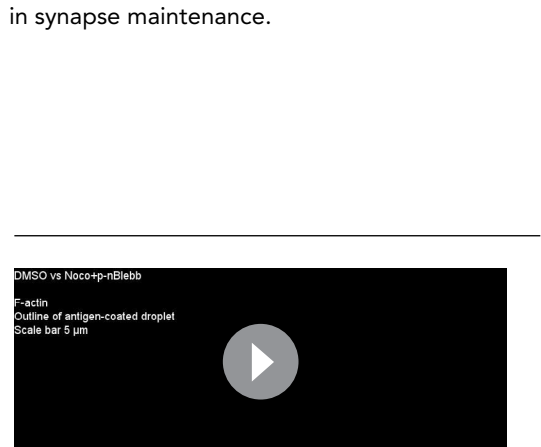 in synapse maintenance.
DMSO vs Noco+p-nBlebb
F-actin
Outline of antigen-coated droplet
Scale bar 5 µm